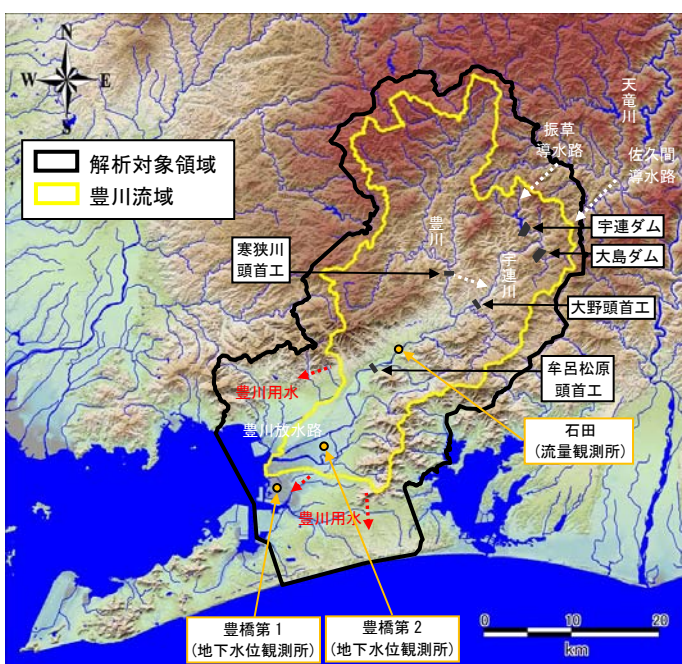 N
W
E
S
解析対象領域
豊川流域
天竜川
振草
導水路
佐久間
導水路
豊川
宇連川
宇連ダム
大島ダム
寒狭川
頭首工
大野頭首工
牟呂松原
頭首工
豊川用水
豊川放水路
石田
(流量観測所)
豊川用水
豊橋第1
(地下水位観測所)
豊橋第2
(地下水位観測所)
0
10
20
km